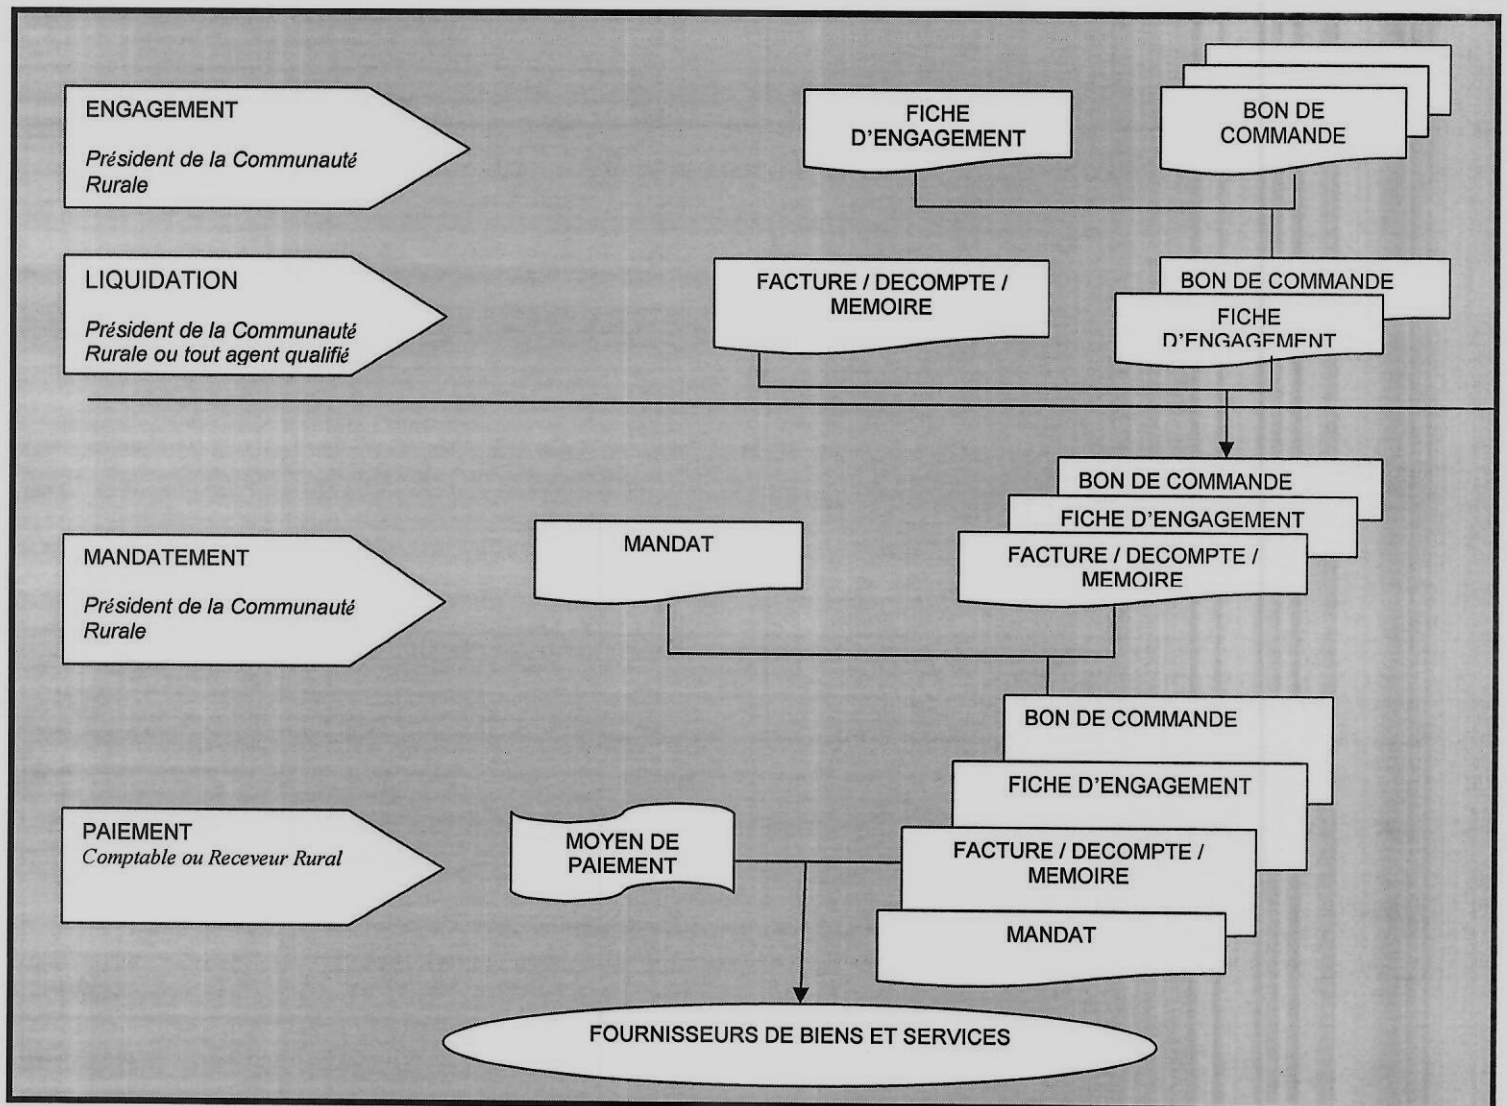 ENGAGEMENT
Président de la Communauté
Rurale
FICHE
D'ENGAGEMENT
BON DE
COMMANDE
LIQUIDATION
Président de la Communauté
Rurale ou tout agent qualifié
FACTURE / DECOMPTE /
MEMOIRE
BON DE COMMANDE
FICHE
D'ENGAGEMENT
MANDATEMENT
Président de la Communauté
Rurale
MANDAT
BON DE COMMANDE
FICHE D'ENGAGEMENT
FACTURE / DECOMPTE /
MEMOIRE
PAIEMENT
Comptable ou Receveur Rural
MOYEN DE
PAIEMENT
BON DE COMMANDE
FICHE D'ENGAGEMENT
FACTURE / DECOMPTE /
MEMOIRE
MANDAT
FOURNISSEURS DE BIENS ET SERVICES